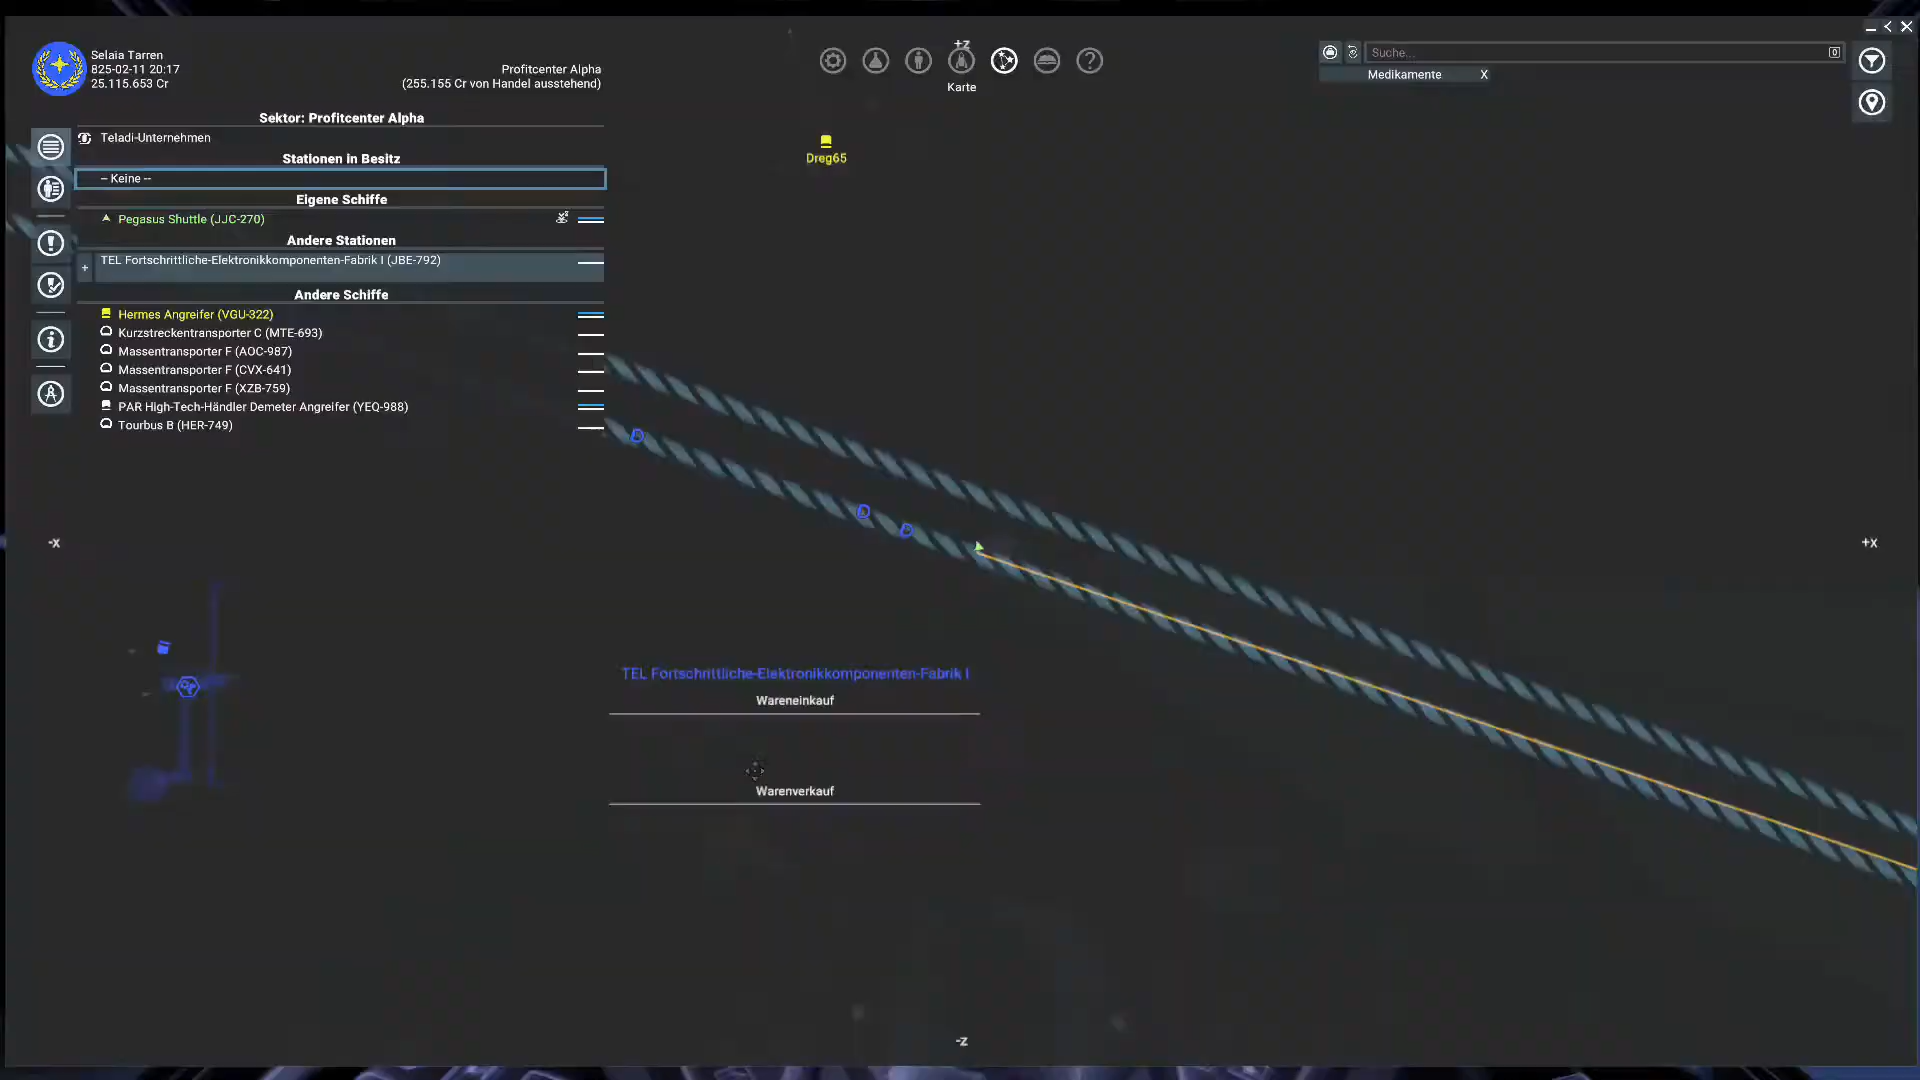 Selaia Tarren
825-02-11 20:17
25.115.653 Cr
Profitcenter Alpha
(255.155 Cr von Handel ausstehend)
+Z
Karte
Suche...
Medikamente X
Sektor: Profitcenter Alpha
Teladi-Unternehmen
Stationen in Besitz
-- Keine --
Eigene Schiffe
Pegasus Shuttle (JJC-270)
Andere Stationen
+ TEL Fortschrittliche-Elektronikkomponenten-Fabrik I (JBE-792)
Andere Schiffe
Hermes Angreifer (VGU-322)
Kurzstreckentransporter C (MTE-693)
Massentransporter F (AOC-987)
Massentransporter F (CVX-641)
Massentransporter F (XZB-759)
PAR High-Tech-Händler Demeter Angreifer (YEQ-988)
Tourbus B (HER-749)
Dreg65
-X
+X
TEL Fortschrittliche-Elektronikkomponenten-Fabrik I
Wareneinkauf
Warenverkauf
-Z